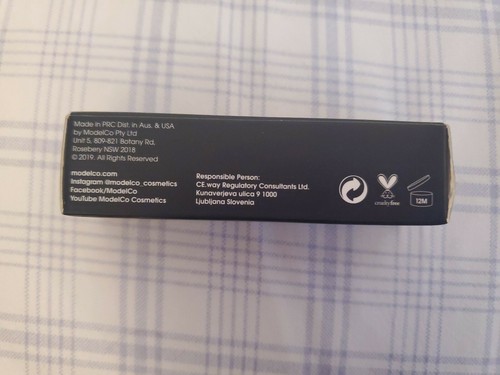 Made in PRC Dist. in Aus. & USA
by ModelCo Pty Ltd
Unit 5, 809-821 Botany Rd,
Rosebery NSW 2018
© 2019. All Rights Reserved
modelco.com
Instagram @modelco_cosmetics
Facebook/ModelCo
YouTube ModelCo Cosmetics
Responsible Person:
CE.way Regulatory Consultants Ltd.
Kunaverjeva ulica 9 1000
Ljubljana Slovenia
crueltyfree
12M